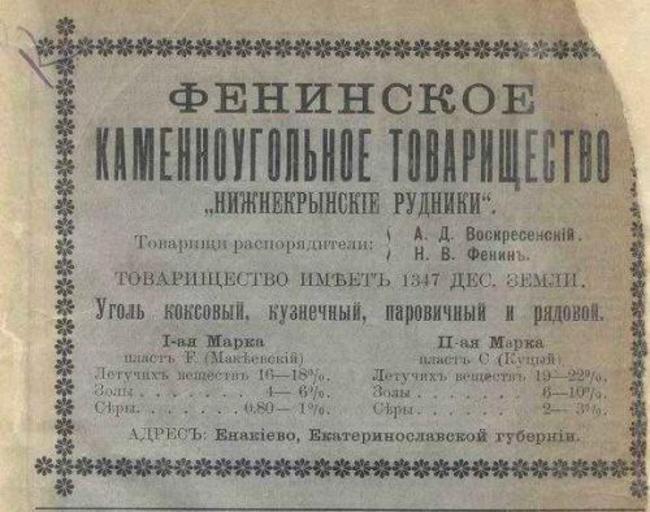 ФЕНИНСКОЕ
КАМЕННОУГОЛЬНОЕ ТОВАРИЩЕСТВО
„НИЖНЕКРЫНСКІЕ РУДНИКИ“.
Товарищи распорядители: А. Д. Воскресенскій.
Н. В. Фенинъ.
ТОВАРИЩЕСТВО ИМѢЕТЪ 1347 ДЕС. ЗЕМЛИ.
Уголь коксовый, кузнечный, паровичный и рядовой.
I-ая Марка
пластъ F. (Макѣевскій)
Летучихъ веществъ 16—18%.
Золы . . . . . . . 4— 6%.
Сѣры. . . . . . . 0,80— 1%.
II-ая Марка
пластъ С (Куцый)
Летучихъ веществъ 19—22%.
Золы . . . . . . . 6—10%.
Сѣры . . . . . . . 2— 3%.
АДРЕСЪ: Енакіево, Екатеринославской губерніи.